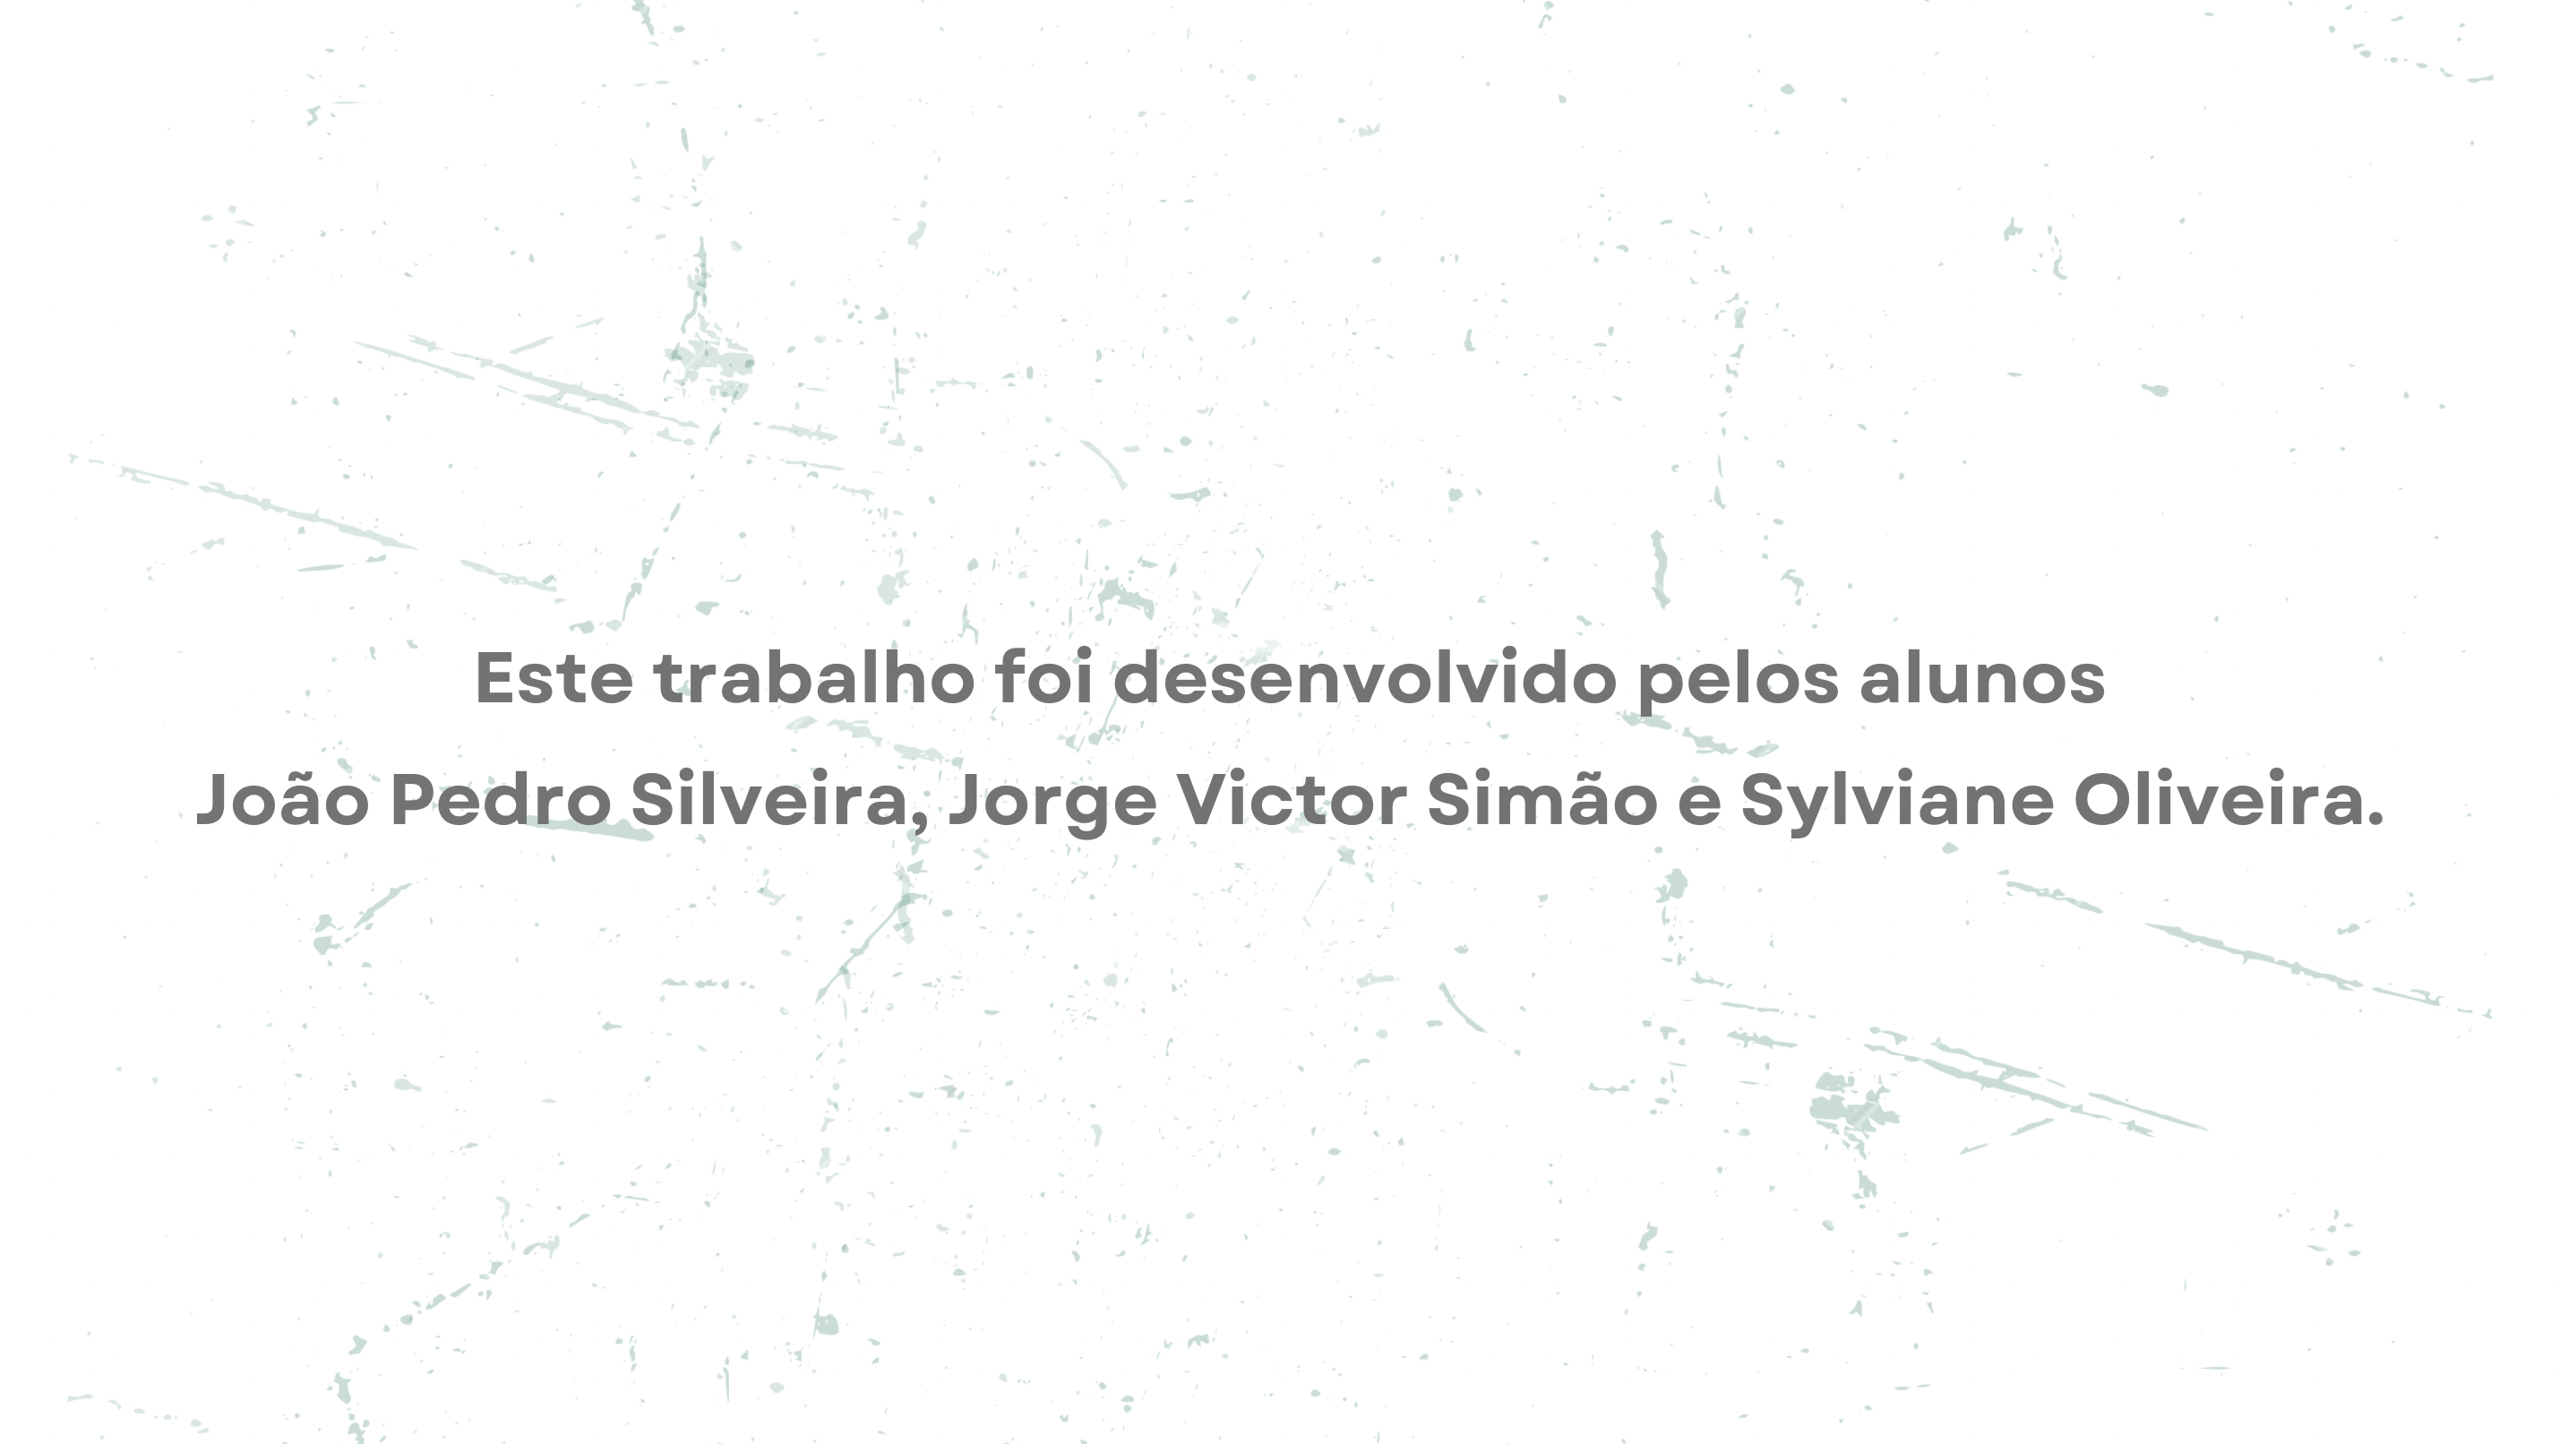 Este trabalho foi desenvolvido pelos alunos
João Pedro Silveira, Jorge Victor Simão e Sylviane Oliveira.